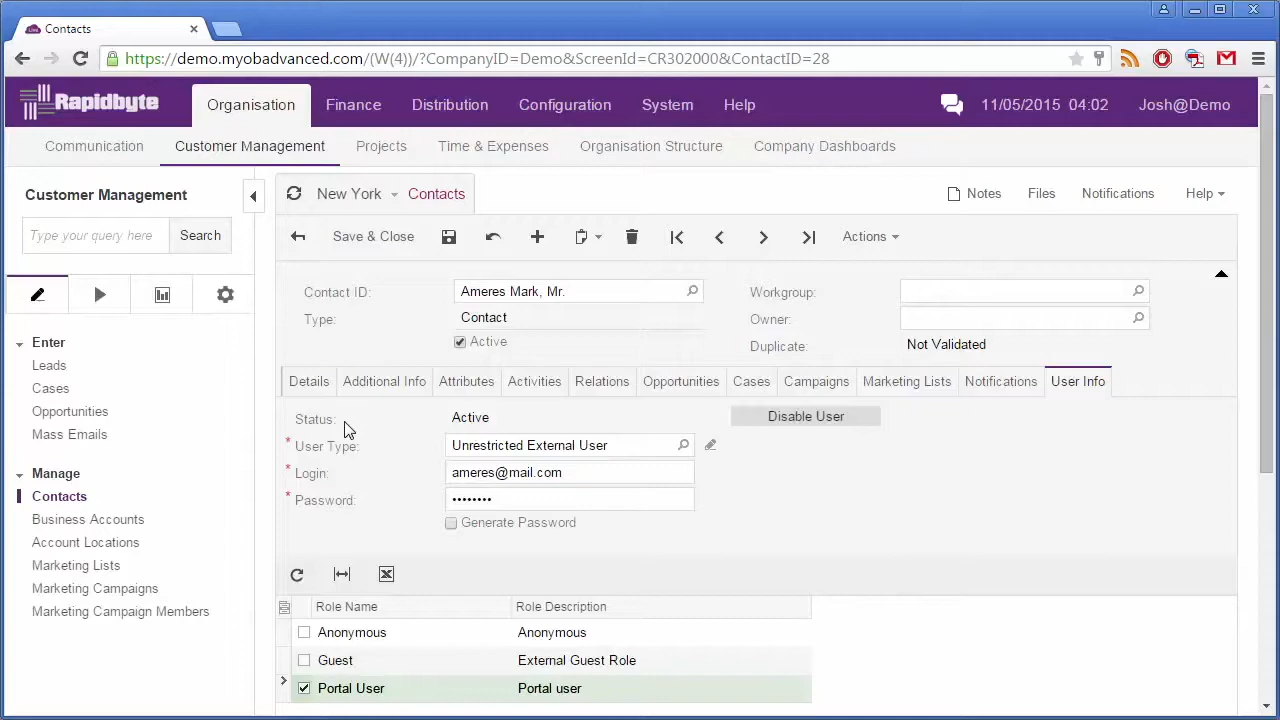 Contacts
https://demo.myobadvanced.com/(W(4))/?CompanyID=Demo&ScreenId=CR302000&ContactID=28
Rapidbyte Organisation Finance Distribution Configuration System Help 11/05/2015 04:02 Josh@Demo
Communication Customer Management Projects Time & Expenses Organisation Structure Company Dashboards
Customer Management
Type your query here Search
Enter
Leads
Cases
Opportunities
Mass Emails
Manage
Contacts
Business Accounts
Account Locations
Marketing Lists
Marketing Campaigns
Marketing Campaign Members
New York Contacts Notes Files Notifications Help
Save & Close Actions
Contact ID: Ameres Mark, Mr. Workgroup:
Type: Contact Owner:
Active Duplicate: Not Validated
Details Additional Info Attributes Activities Relations Opportunities Cases Campaigns Marketing Lists Notifications User Info
Status: Active Disable User
* User Type: Unrestricted External User
* Login: ameres@mail.com
* Password: ••••••••
Generate Password
Role Name Role Description
Anonymous Anonymous
Guest External Guest Role
Portal User Portal user